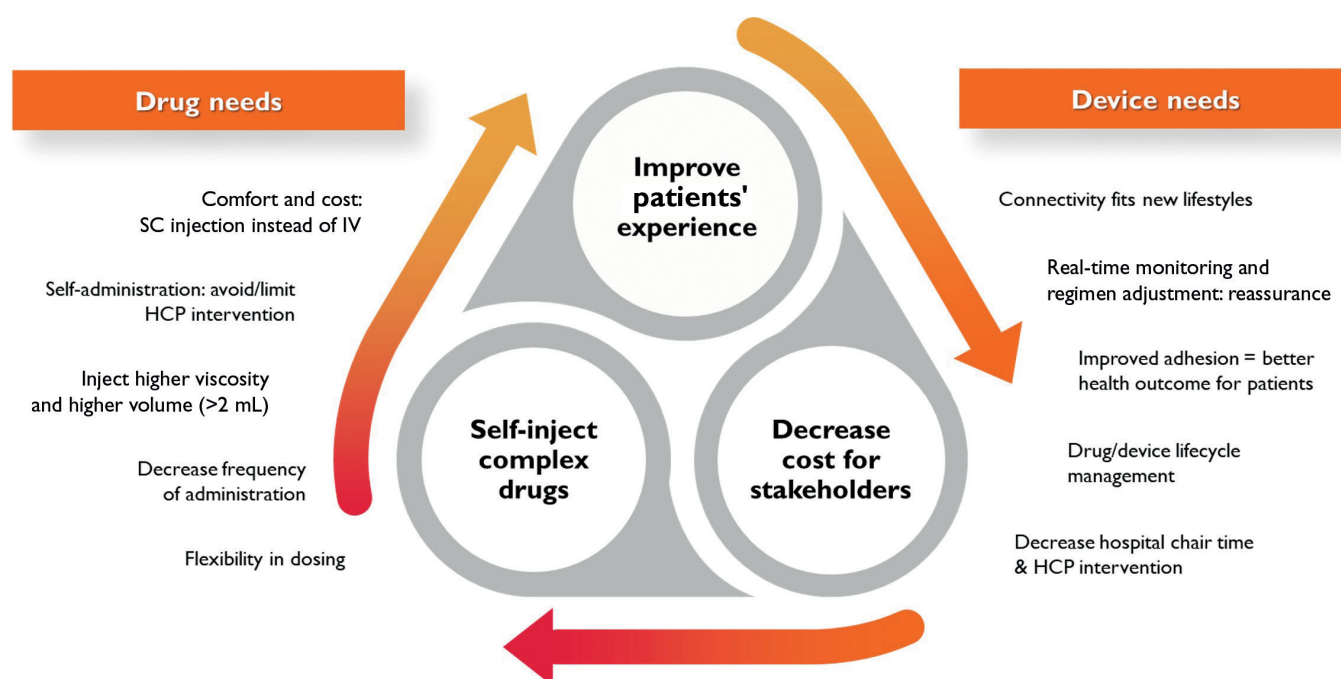 Drug needs
Comfort and cost:
SC injection instead of IV
Self-administration: avoid/limit
HCP intervention
Inject higher viscosity
and higher volume (>2 mL)
Decrease frequency
of administration
Flexibility in dosing
Improve
patients'
experience
Self-inject
complex
drugs
Decrease
cost for
stakeholders
Device needs
Connectivity fits new lifestyles
Real-time monitoring and
regimen adjustment: reassurance
Improved adhesion = better
health outcome for patients
Drug/device lifecycle
management
Decrease hospital chair time
& HCP intervention